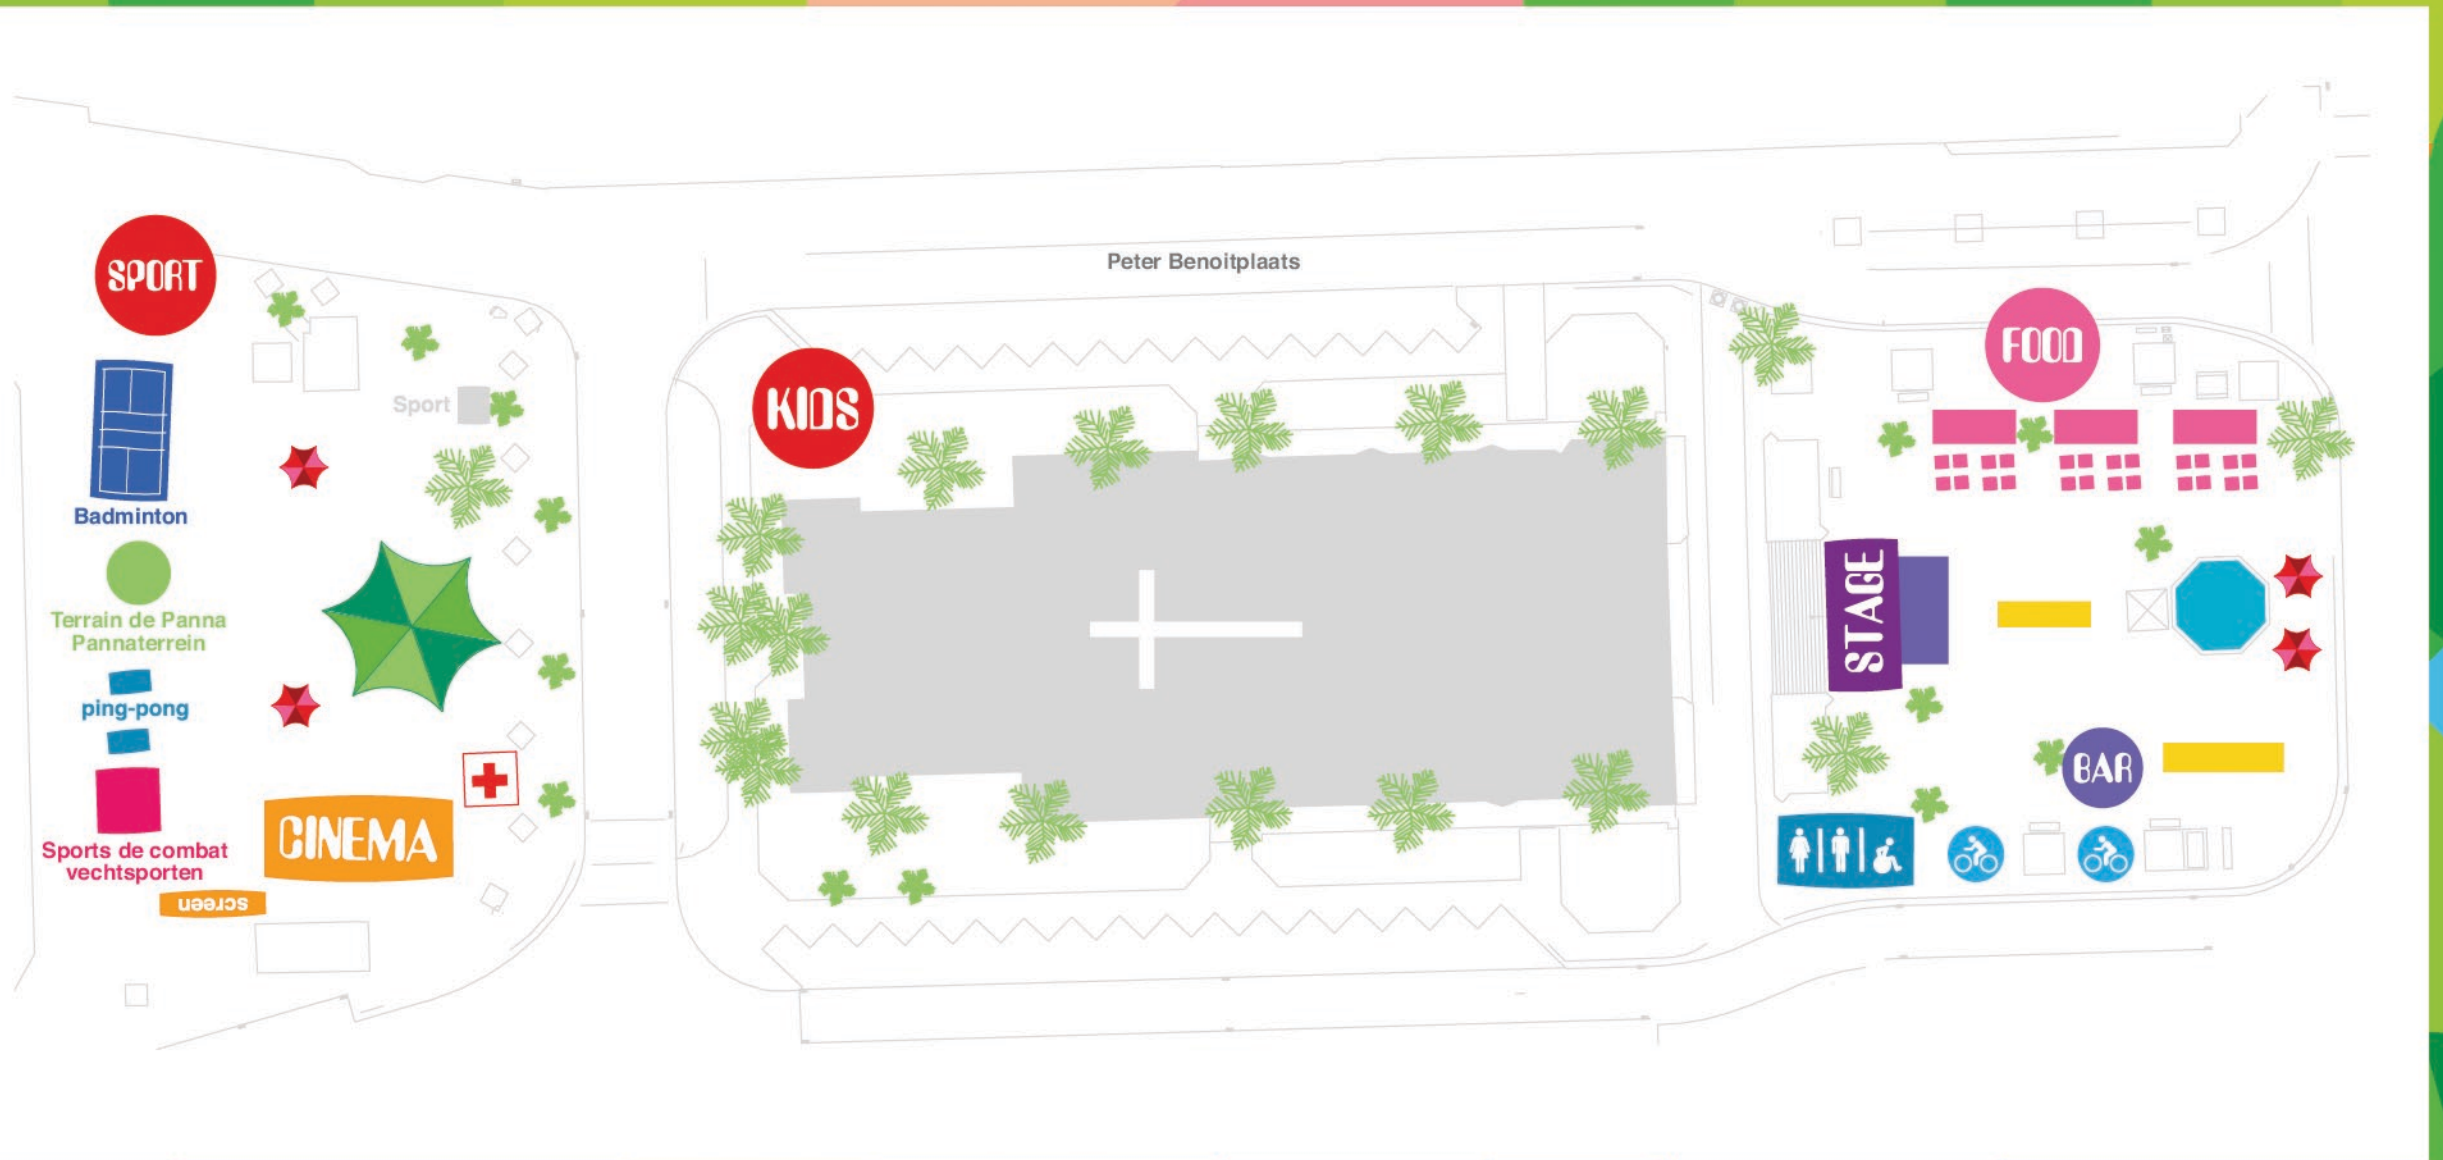 SPORT
Badminton
Terrain de Panna
Pannaterrein
ping-pong
Sports de combat
vechtsporten
screen
Sport
CINEMA
KIDS
Peter Benoitplaats
FOOD
STAGE
BAR